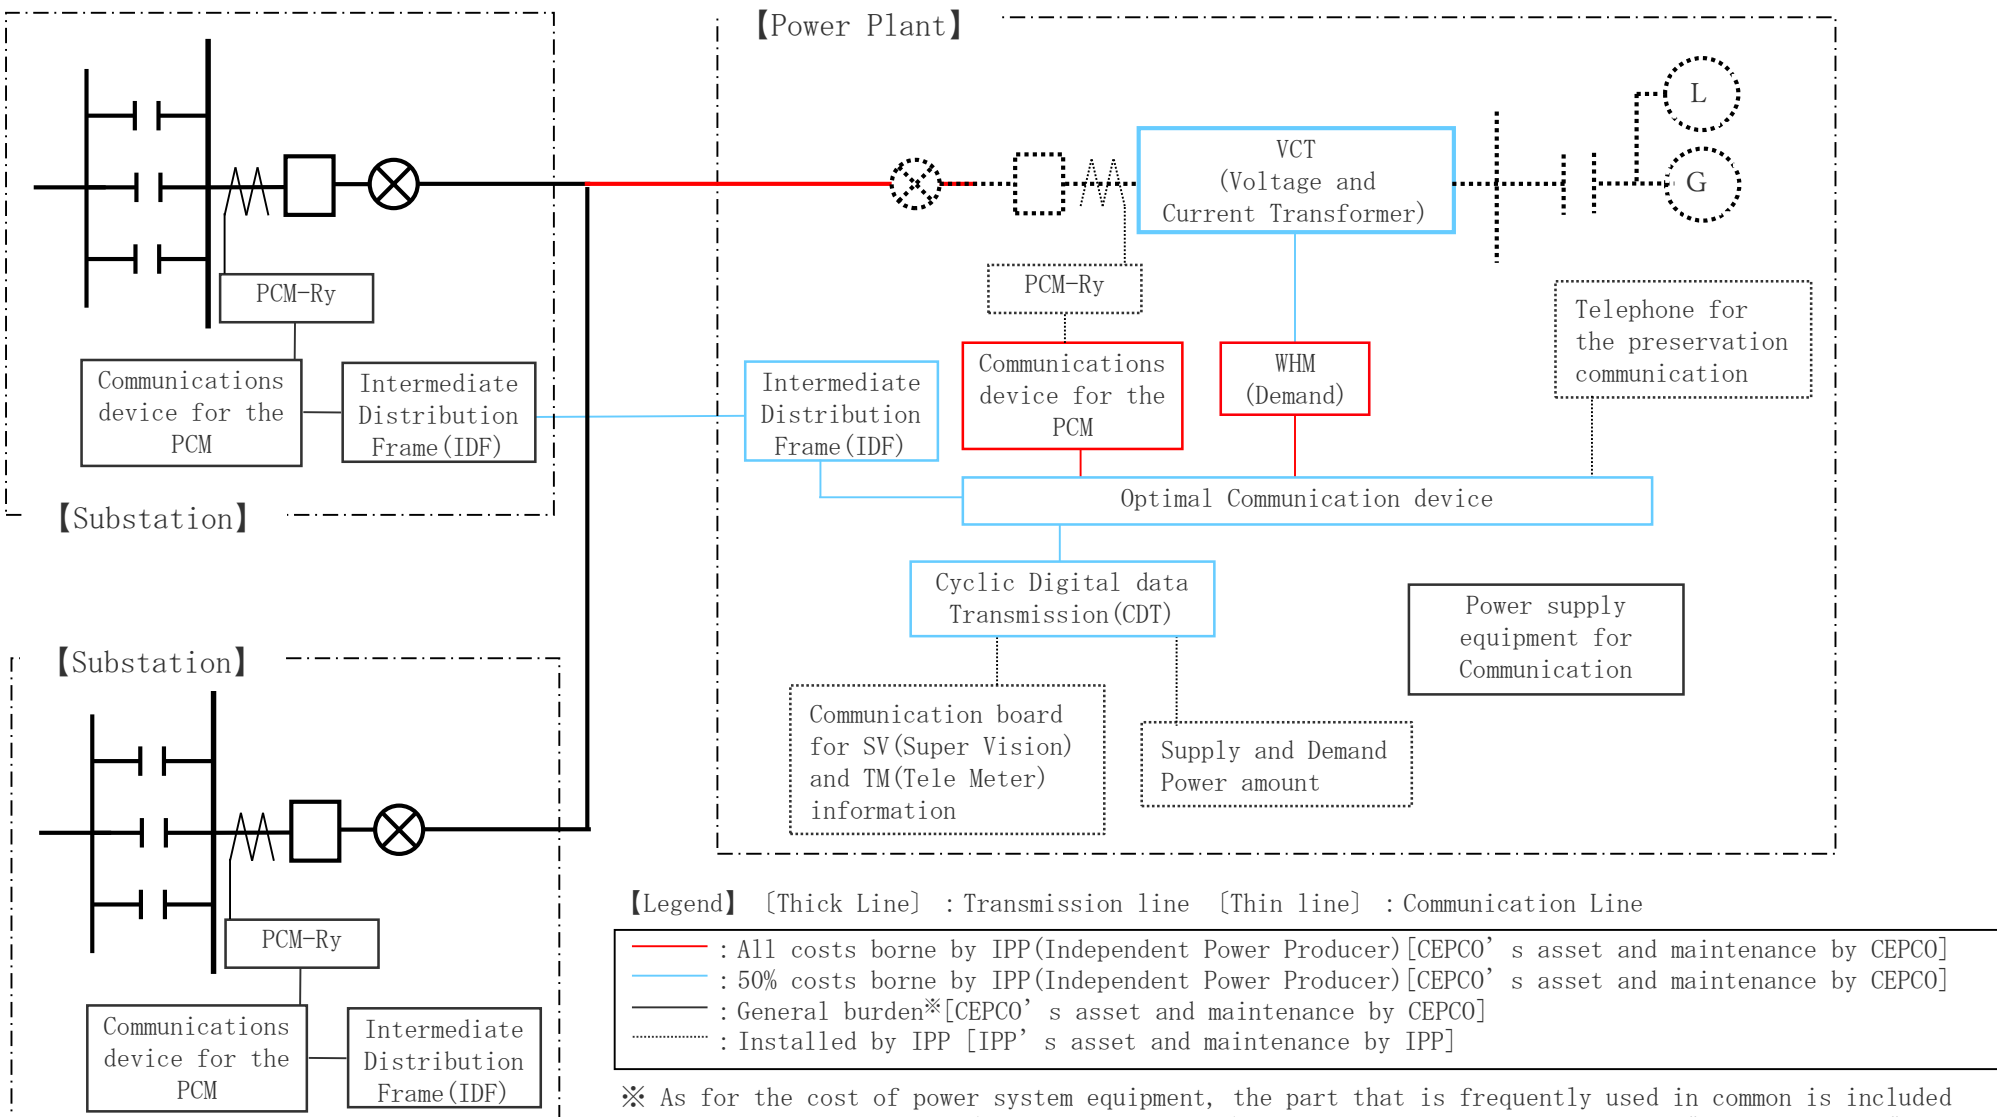 【Power Plant】
L
VCT
(Voltage and
Current Transformer)
G
PCM-Ry
PCM-Ry
Telephone for
the preservation
communication
Communications
device for the
PCM
Intermediate
Distribution
Frame(IDF)
Intermediate
Distribution
Frame(IDF)
Communications
device for the
PCM
WHM
(Demand)
【Substation】
Optimal Communication device
Cyclic Digital data
Transmission(CDT)
Power supply
equipment for
Communication
【Substation】
Communication board
for SV(Super Vision)
and TM(Tele Meter)
information
Supply and Demand
Power amount
PCM-Ry
Communications
device for the
PCM
Intermediate
Distribution
Frame(IDF)
【Legend】〔Thick Line〕：Transmission line 〔Thin line〕：Communication Line
：All costs borne by IPP(Independent Power Producer)[CEPCO’s asset and maintenance by CEPCO]
：50% costs borne by IPP(Independent Power Producer)[CEPCO’s asset and maintenance by CEPCO]
：General burden※[CEPCO’s asset and maintenance by CEPCO]
：Installed by IPP [IPP’s asset and maintenance by IPP]
※ As for the cost of power system equipment, the part that is frequently used in common is included